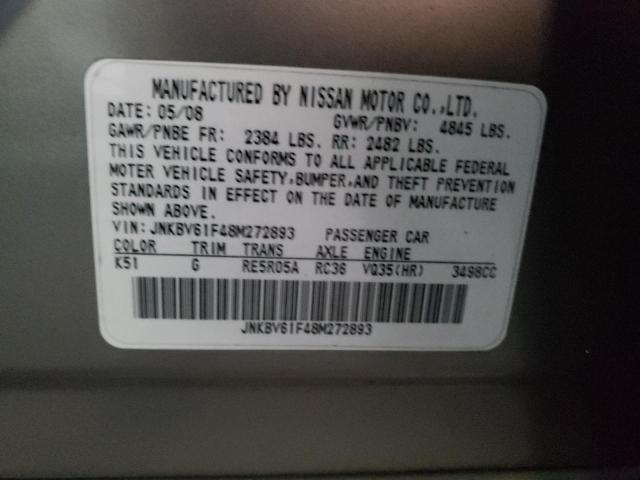 MANUFACTURED BY NISSAN MOTOR CO.,LTD.
DATE: 05/08 GVWR/PNBV: 4845 LBS.
GAWR/PNBE FR: 2384 LBS. RR: 2482 LBS.
THIS VEHICLE CONFORMS TO ALL APPLICABLE FEDERAL
MOTER VEHICLE SAFETY,BUMPER,AND THEFT PREVENTION
STANDARDS IN EFFECT ON THE DATE OF MANUFACTURE
SHOWN ABOVE.
VIN: JNKBV61F48M272893 PASSENGER CAR
COLOR TRIM TRANS AXLE ENGINE
K51 G RE5R05A RC36 VQ35(HR) 3498CC
JNKBV61F48M272893